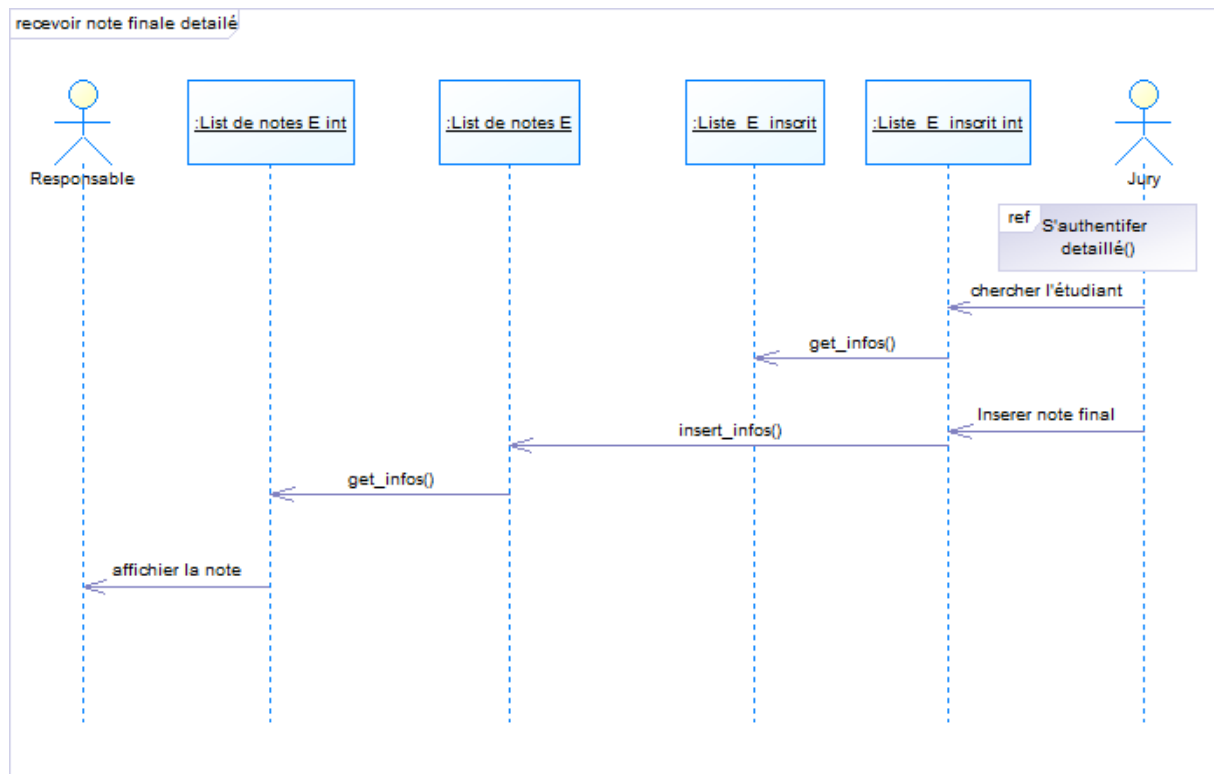 recevoir note finale detailé
:List de notes E int
:List de notes E
:Liste_E_inscrit
:Liste_E_inscrit int
Responsable
Jury
ref
S'authentifer
detaillé()
chercher l'étudiant
get_infos()
Inserer note final
insert_infos()
get_infos()
affichier la note